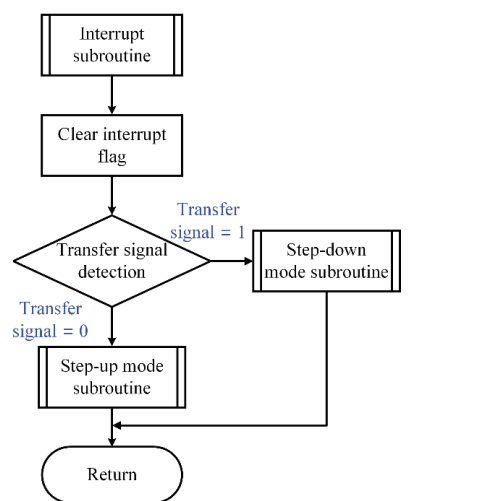 Interrupt
subroutine
Clear interrupt
flag
Transfer
signal = 1
Transfer signal
detection
Step-down
mode subroutine
Transfer
signal = 0
Step-up mode
subroutine
Return